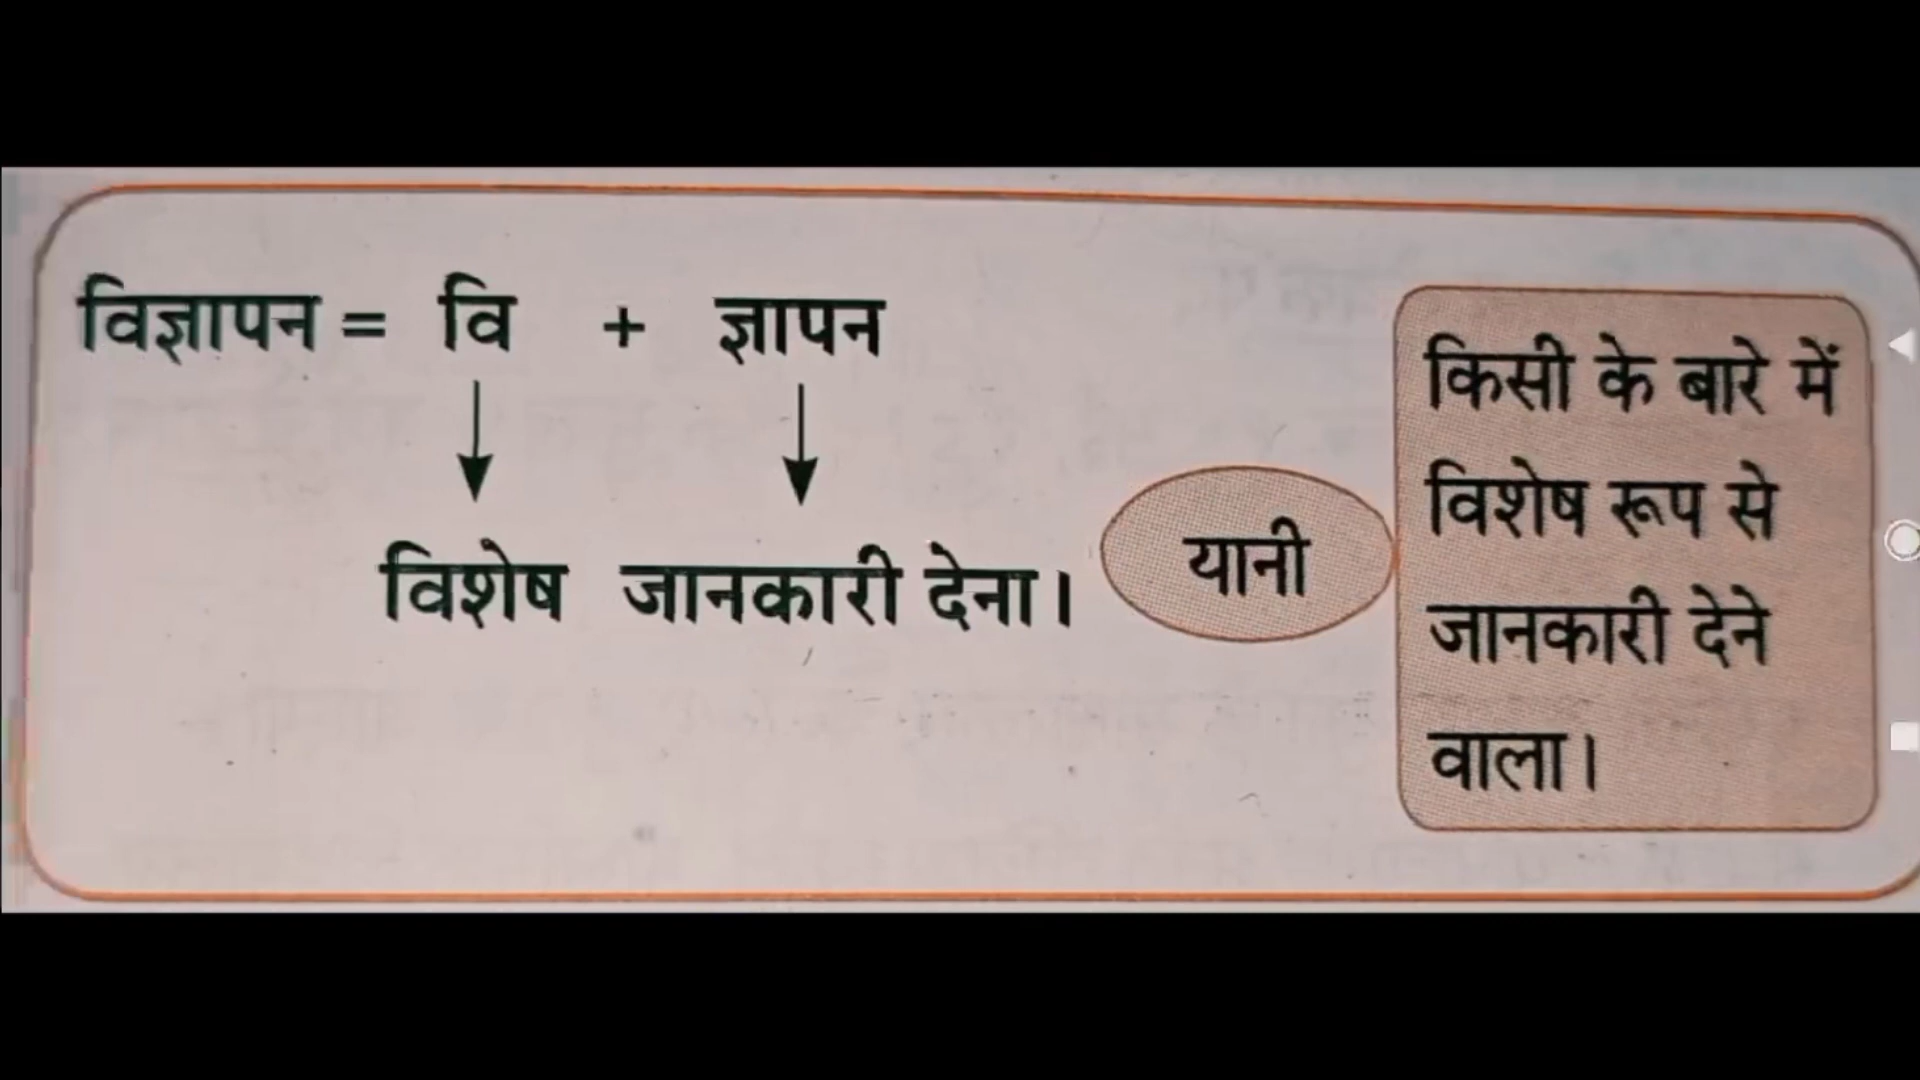 विज्ञापन = वि + ज्ञापन
विशेष जानकारी देना।
यानी
किसी के बारे में
विशेष रूप से
जानकारी देने
वाला।